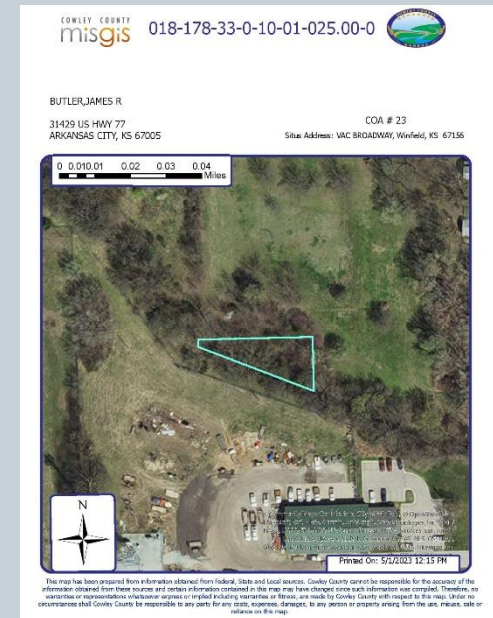 COWLEY COUNTY
misgis
018-178-33-0-10-01-025.00-0
BUTLER,JAMES R
31429 US HWY 77
ARKANSAS CITY, KS 67005
COA # 23
Situs Address: VAC BROADWAY, Winfield, KS 67156
0 0.010.01 0.02 0.03 0.04
Miles
N
Printed On: 5/1/2023 12:15 PM
This map has been prepared from information obtained from Federal, State and Local sources. Cowley County cannot be responsible for the accuracy of the
information obtained from these sources and certain information contained in this map may have changed since such information was compiled. Therefore, no
warranties or representations whatsoever express or implied including warranties or fitness, are made by Cowley County with respect to this map. Under no
circumstances shall Cowley County be responsible to any party for any costs, expenses, damages, to any person or property arising from the use, misuse, sale or
reliance on this map.